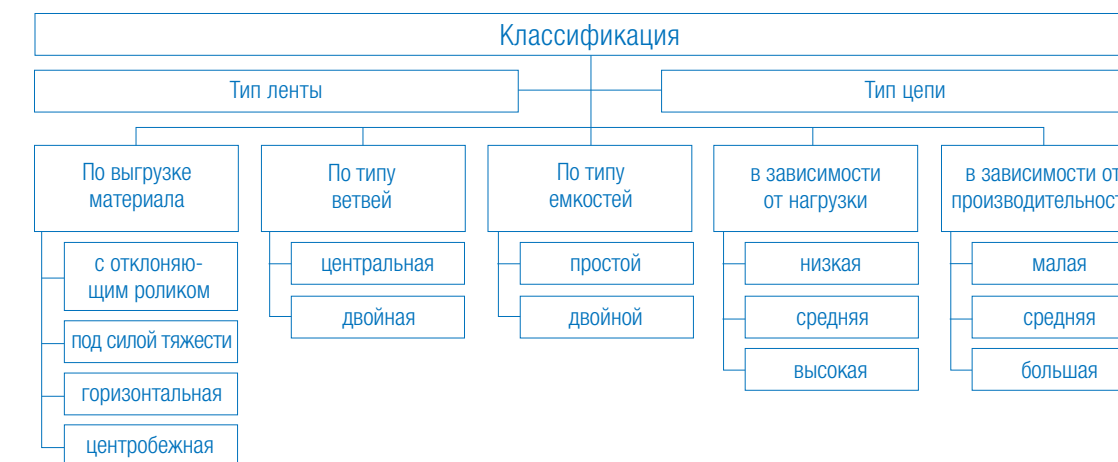 Классификация
Тип ленты
Тип цепи
По выгрузке
материала
с отклоняю-
щим роликом
под силой тяжести
горизонтальная
центробежная
По типу
ветвей
центральная
двойная
По типу
емкостей
простой
двойной
в зависимости
от нагрузки
низкая
средняя
высокая
в зависимости от
производительност
малая
средняя
большая